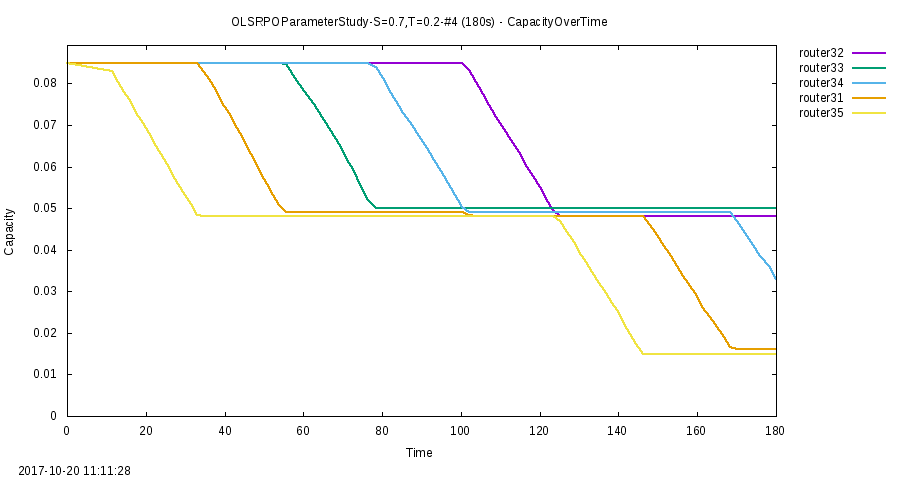 OLSRPOParameterStudy-S=0.7,T=0.2-#4 (180s) - CapacityOverTime
router32
router33
router34
router31
router35
0.08
0.07
0.06
0.05
0.04
0.03
0.02
0.01
0
Capacity
0 20 40 60 80 100 120 140 160 180
Time
2017-10-20 11:11:28